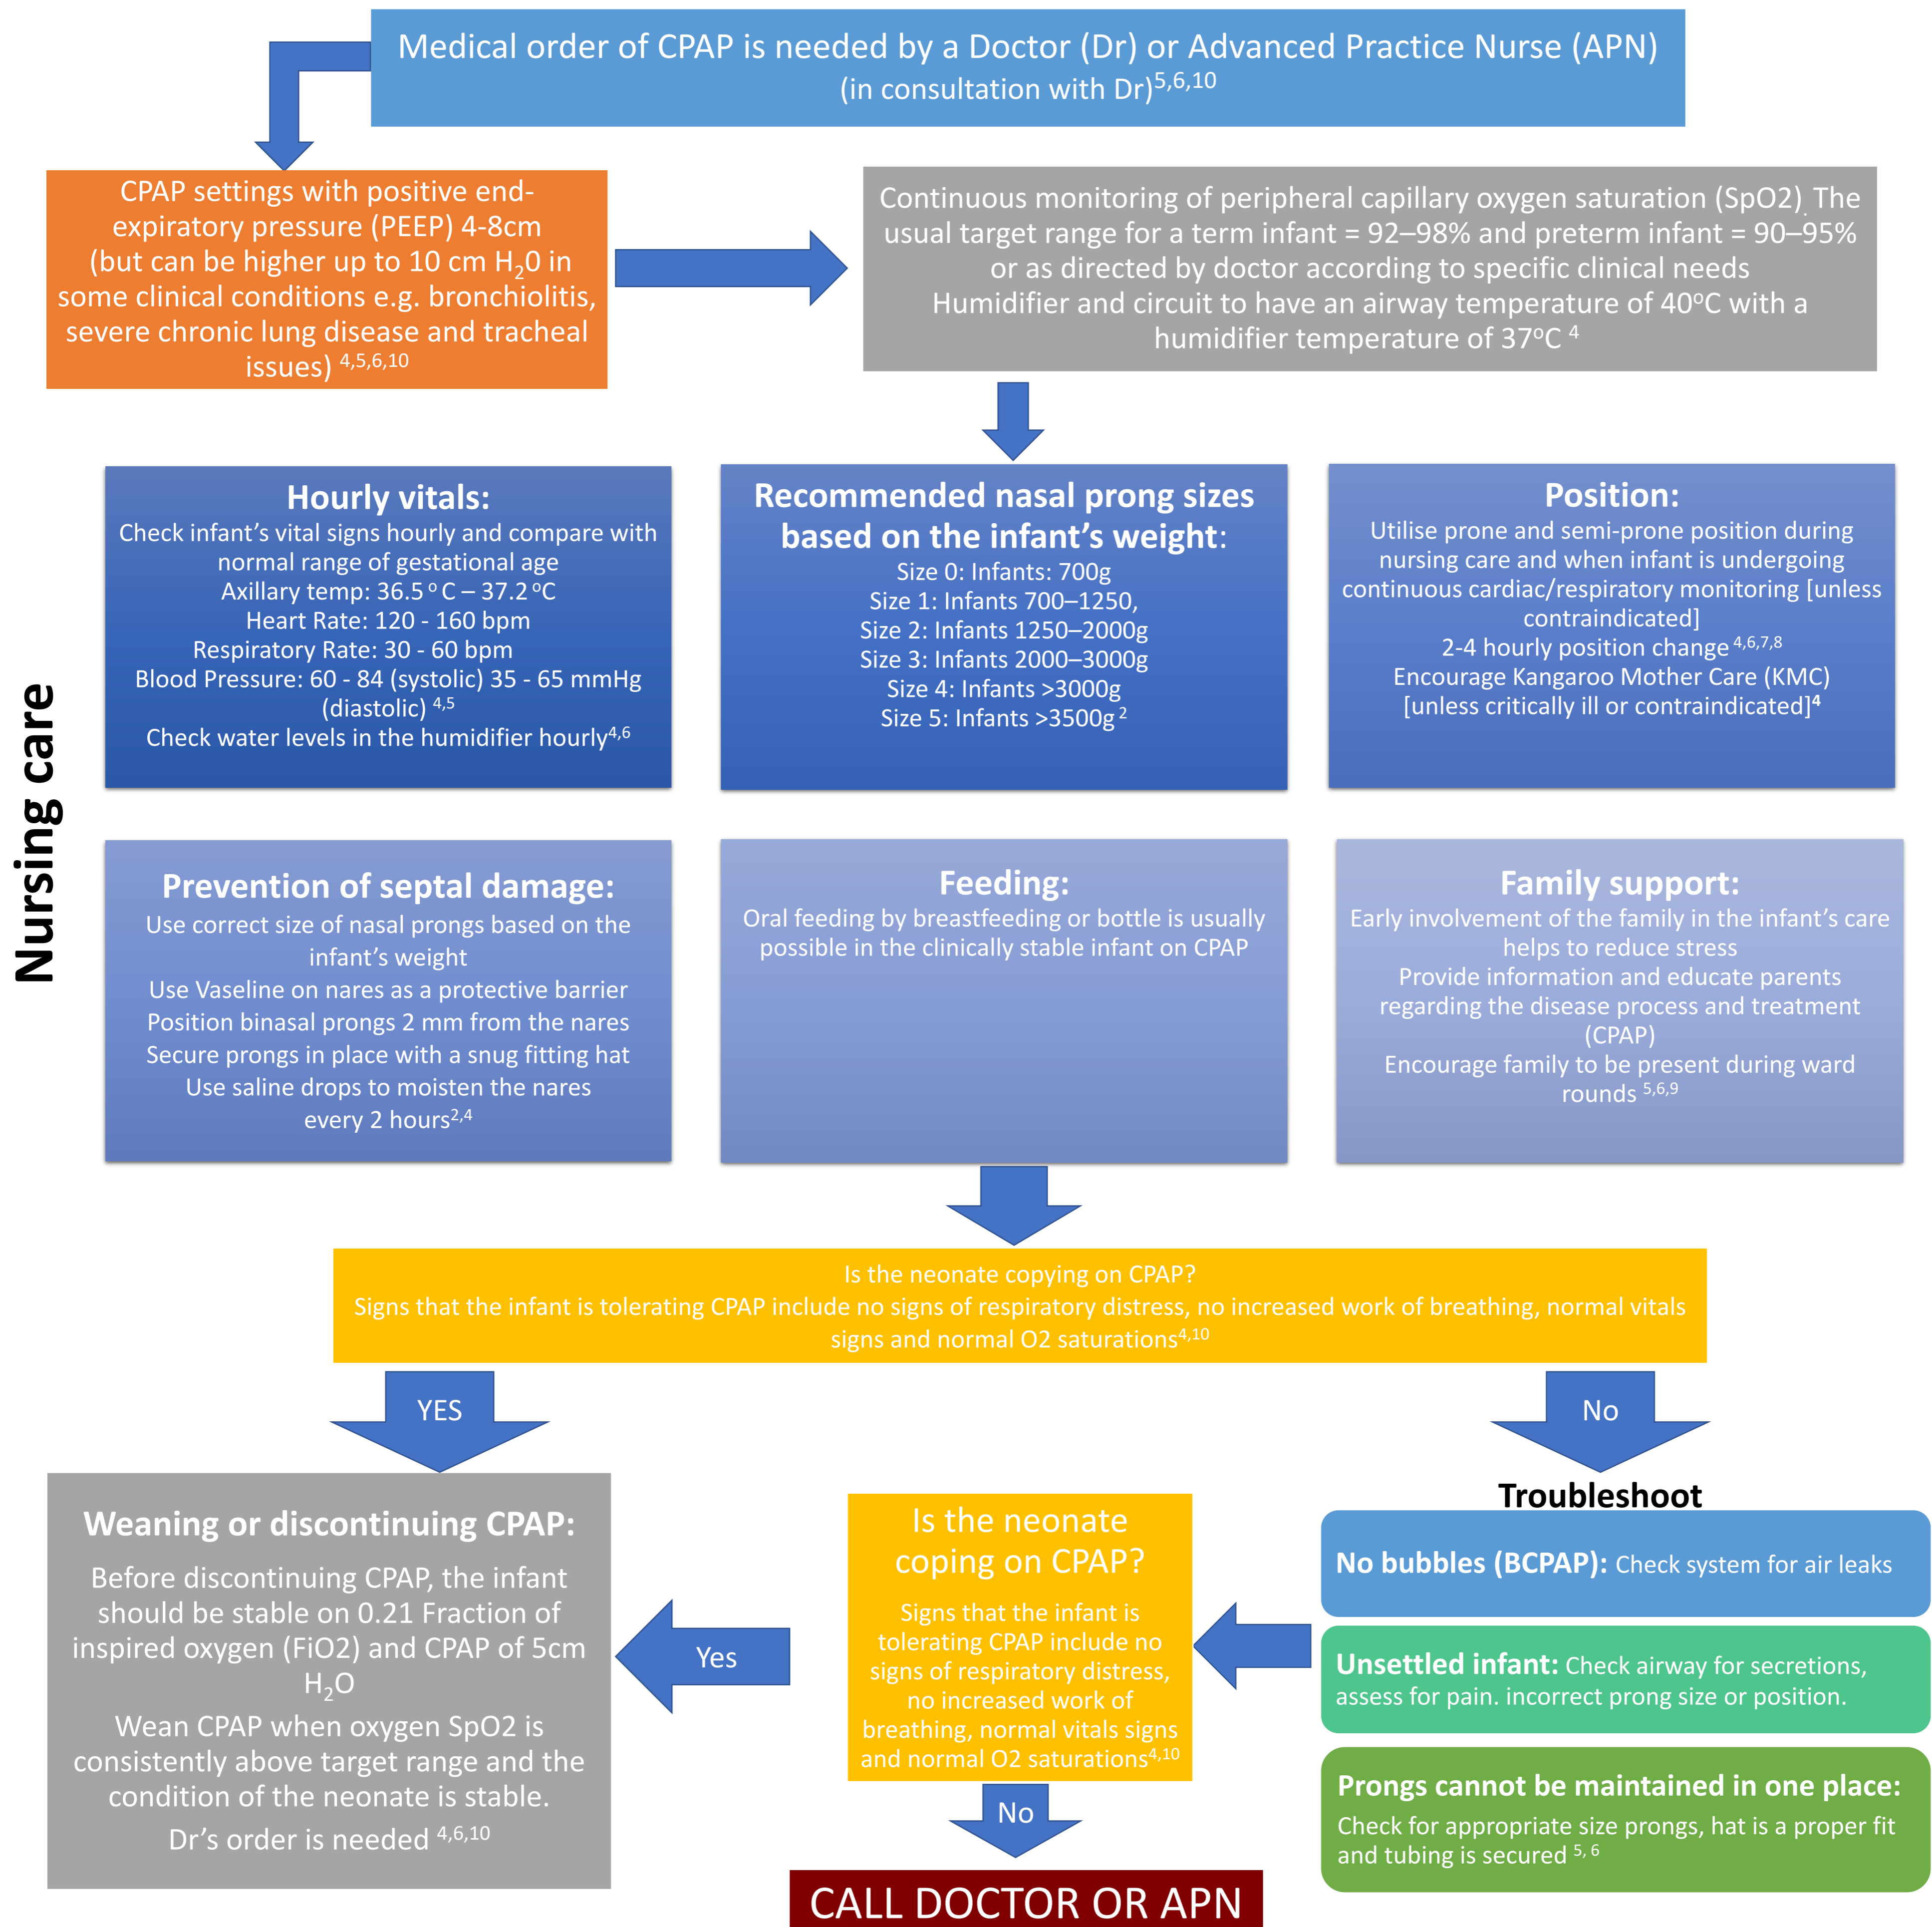 Medical order of CPAP is needed by a Doctor (Dr) or Advanced Practice Nurse (APN)
(in consultation with Dr)5,6,10
CPAP settings with positive end-
expiratory pressure (PEEP) 4-8cm
(but can be higher up to 10 cm H20 in
some clinical conditions e.g. bronchiolitis,
severe chronic lung disease and tracheal
issues) 4,5,6,10
Continuous monitoring of peripheral capillary oxygen saturation (SpO2). The
usual target range for a term infant = 92–98% and preterm infant = 90–95%
or as directed by doctor according to specific clinical needs
Humidifier and circuit to have an airway temperature of 40oC with a
humidifier temperature of 37oC 4
Nursing care
Hourly vitals:
Check infant’s vital signs hourly and compare with
normal range of gestational age
Axillary temp: 36.5 o C – 37.2 oC
Heart Rate: 120 - 160 bpm
Respiratory Rate: 30 - 60 bpm
Blood Pressure: 60 - 84 (systolic) 35 - 65 mmHg
(diastolic) 4,5
Check water levels in the humidifier hourly4,6
Recommended nasal prong sizes
based on the infant’s weight:
Size 0: Infants: 700g
Size 1: Infants 700–1250,
Size 2: Infants 1250–2000g
Size 3: Infants 2000–3000g
Size 4: Infants >3000g
Size 5: Infants >3500g 2
Position:
Utilise prone and semi-prone position during
nursing care and when infant is undergoing
continuous cardiac/respiratory monitoring [unless
contraindicated]
2-4 hourly position change 4,6,7,8
Encourage Kangaroo Mother Care (KMC)
[unless critically ill or contraindicated]4
Prevention of septal damage:
Use correct size of nasal prongs based on the
infant’s weight
Use Vaseline on nares as a protective barrier
Position binasal prongs 2 mm from the nares
Secure prongs in place with a snug fitting hat
Use saline drops to moisten the nares
every 2 hours2,4
Feeding:
Oral feeding by breastfeeding or bottle is usually
possible in the clinically stable infant on CPAP
Family support:
Early involvement of the family in the infant’s care
helps to reduce stress
Provide information and educate parents
regarding the disease process and treatment
(CPAP)
Encourage family to be present during ward
rounds 5,6,9
Is the neonate copying on CPAP?
Signs that the infant is tolerating CPAP include no signs of respiratory distress, no increased work of breathing, normal vitals
signs and normal O2 saturations4,10
YES
No
Weaning or discontinuing CPAP:
Before discontinuing CPAP, the infant
should be stable on 0.21 Fraction of
inspired oxygen (FiO2) and CPAP of 5cm
H2O
Wean CPAP when oxygen SpO2 is
consistently above target range and the
condition of the neonate is stable.
Dr’s order is needed 4,6,10
Yes
Is the neonate
coping on CPAP?
Signs that the infant is
tolerating CPAP include no
signs of respiratory distress,
no increased work of
breathing, normal vitals signs
and normal O2 saturations4,10
No
CALL DOCTOR OR APN
Troubleshoot
No bubbles (BCPAP): Check system for air leaks
Unsettled infant: Check airway for secretions,
assess for pain. incorrect prong size or position.
Prongs cannot be maintained in one place:
Check for appropriate size prongs, hat is a proper fit
and tubing is secured 5, 6